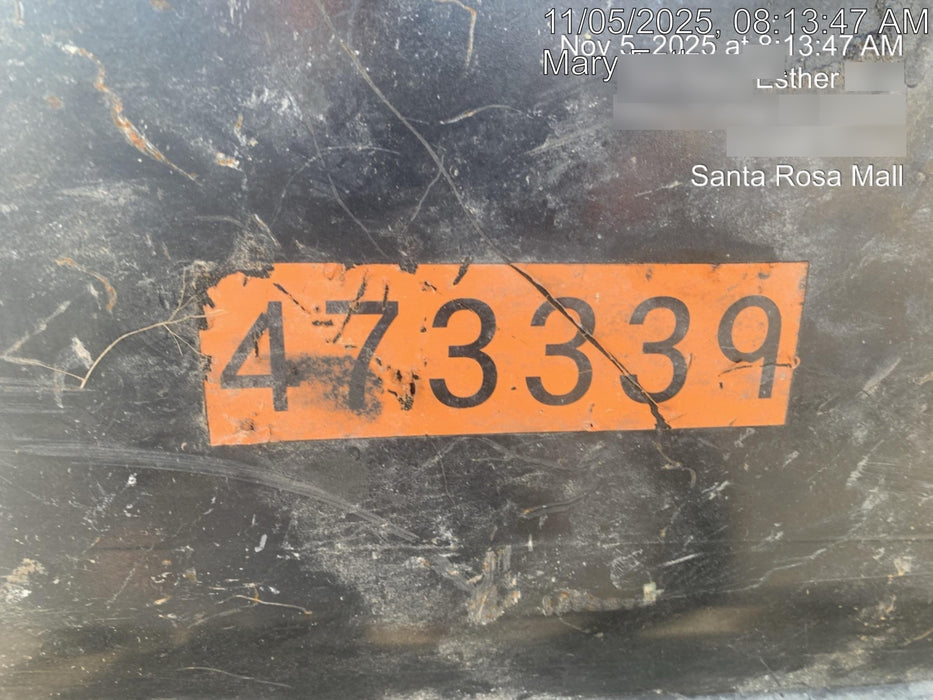 11/05/2025, 08:13:47 AM
Nov 5, 2025 at 8:13:47 AM
Mary
Esther
Santa Rosa Mall
473339